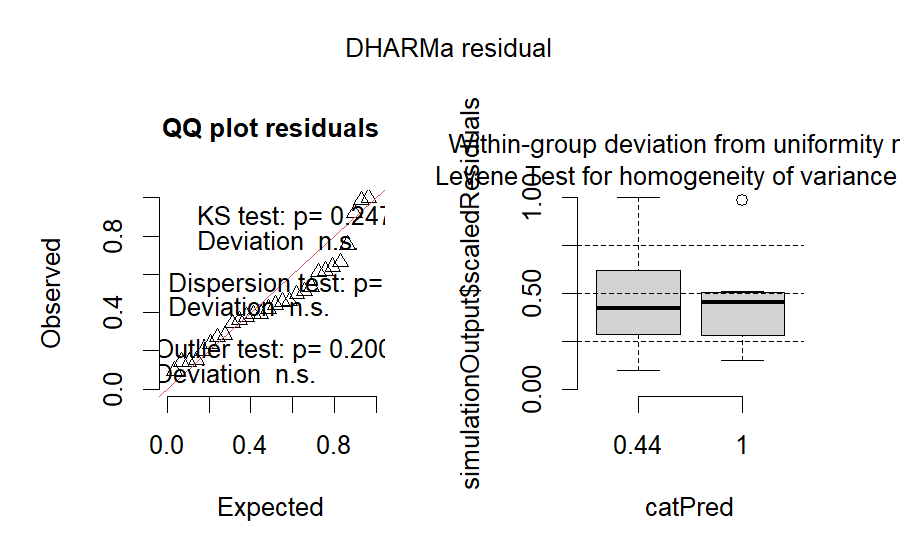 DHARMa residual
QQ plot residuals
KS test: p= 0.247
Deviation n.s.
Dispersion test: p=
Deviation n.s.
Outlier test: p= 0.200
Deviation n.s.
Observed
0.0
0.4
0.8
0.0
0.4
0.8
Expected
Within-group deviation from uniformity
Levene Test for homogeneity of variance
simulationOutput$scaledResiduals
0.00
0.50
1.00
0.44
1
catPred